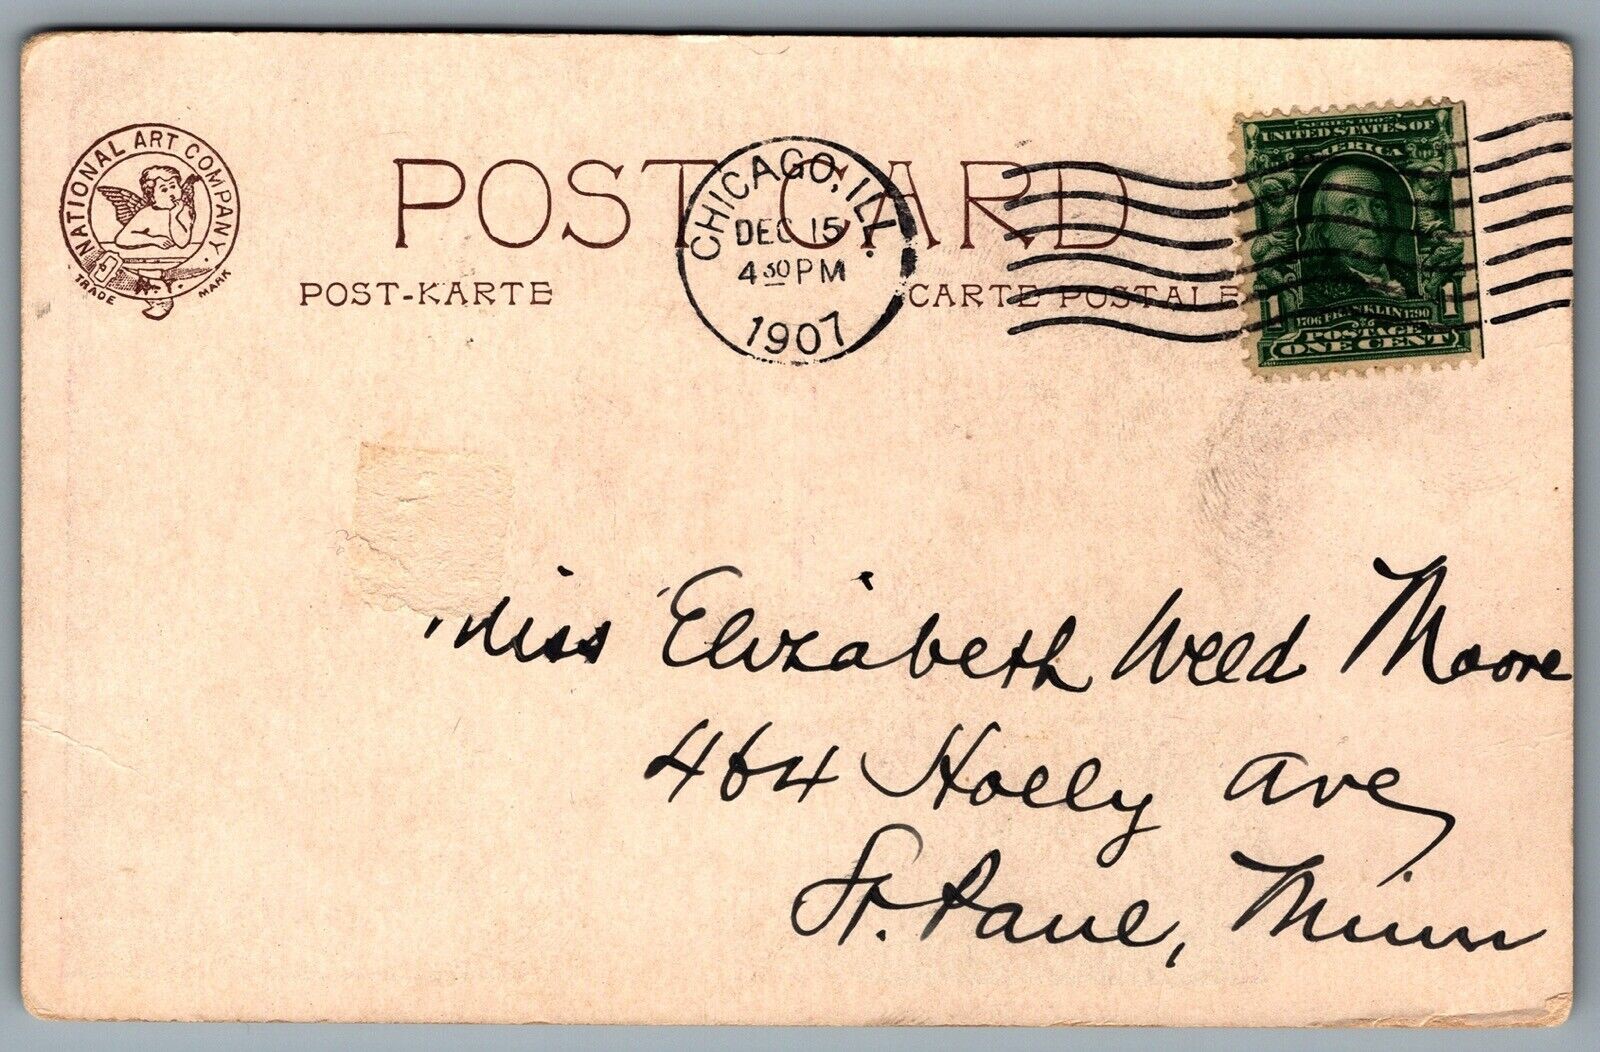 NATIONAL ART COMPANY.
N.Y.
TRADE MARK
POST CARD
POST-KARTE
CARTE POSTALE
CHICAGO, ILL.
DEC 15
4 30 PM
1907
SERIES 1902
UNITED STATES OF
AMERICA
1 1
1706 FRANKLIN 1790
POSTAGE
ONE CENT
Miss Elizabeth Weed Moore
464 Holly Ave,
St. Paul, Minn